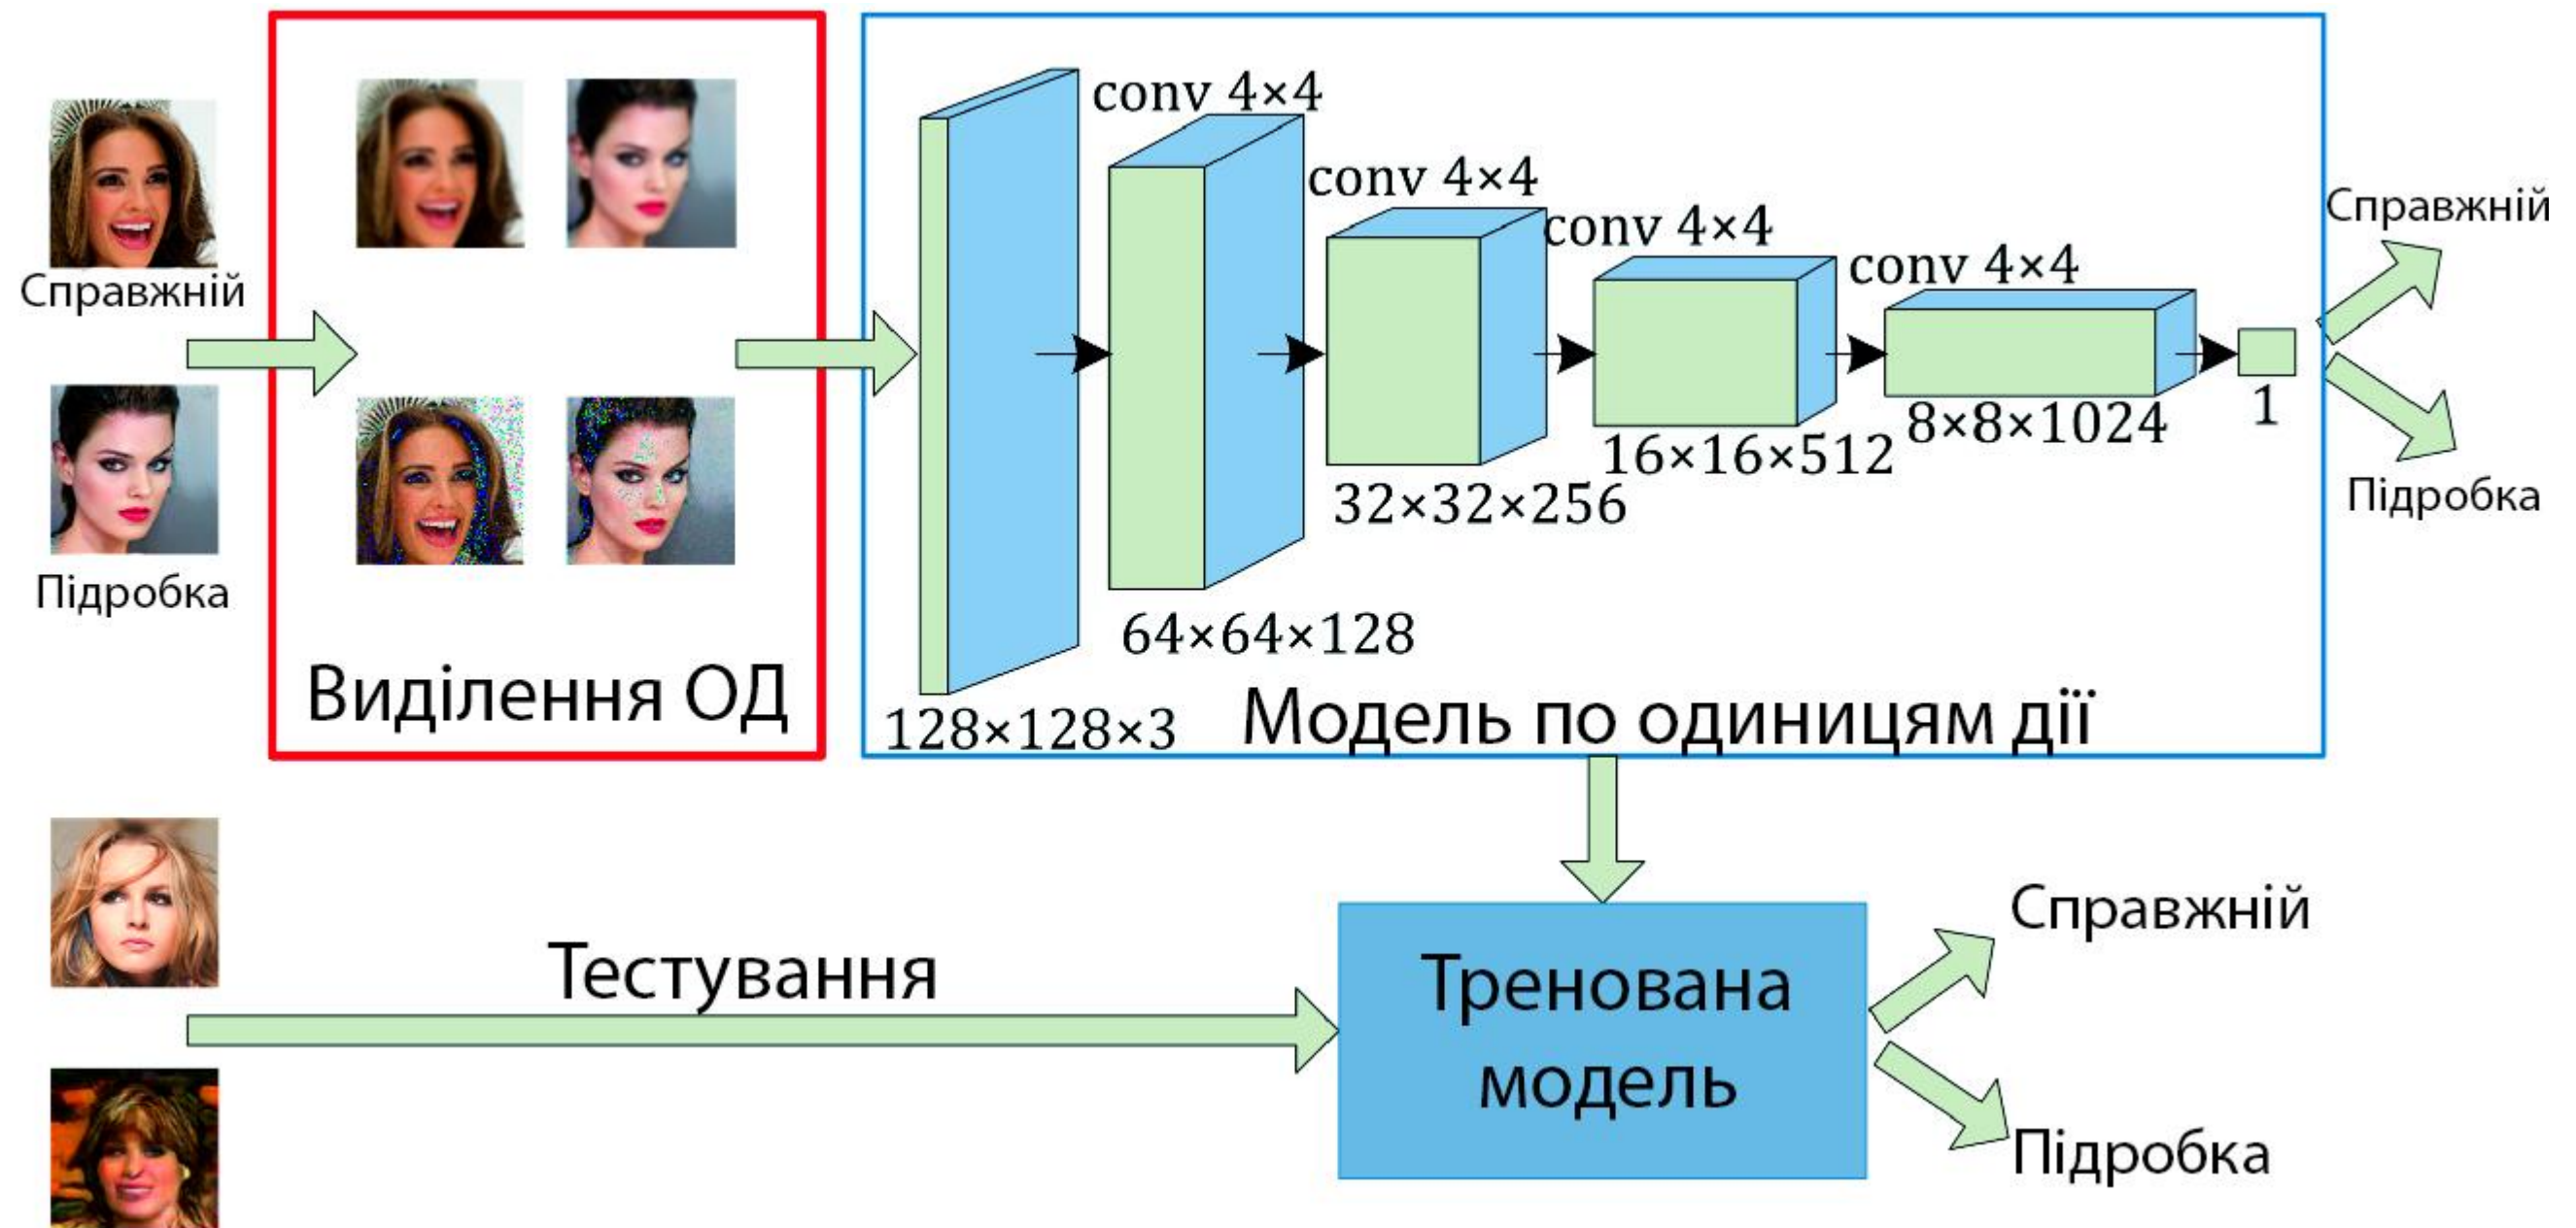 Справжній
Підробка
Виділення ОД
conv 4×4
conv 4×4
conv 4×4
conv 4×4
128×128×3
64×64×128
32×32×256
16×16×512
8×8×1024
1
Модель по одиницям дії
Справжній
Підробка
Тестування
Тренована
модель
Справжній
Підробка